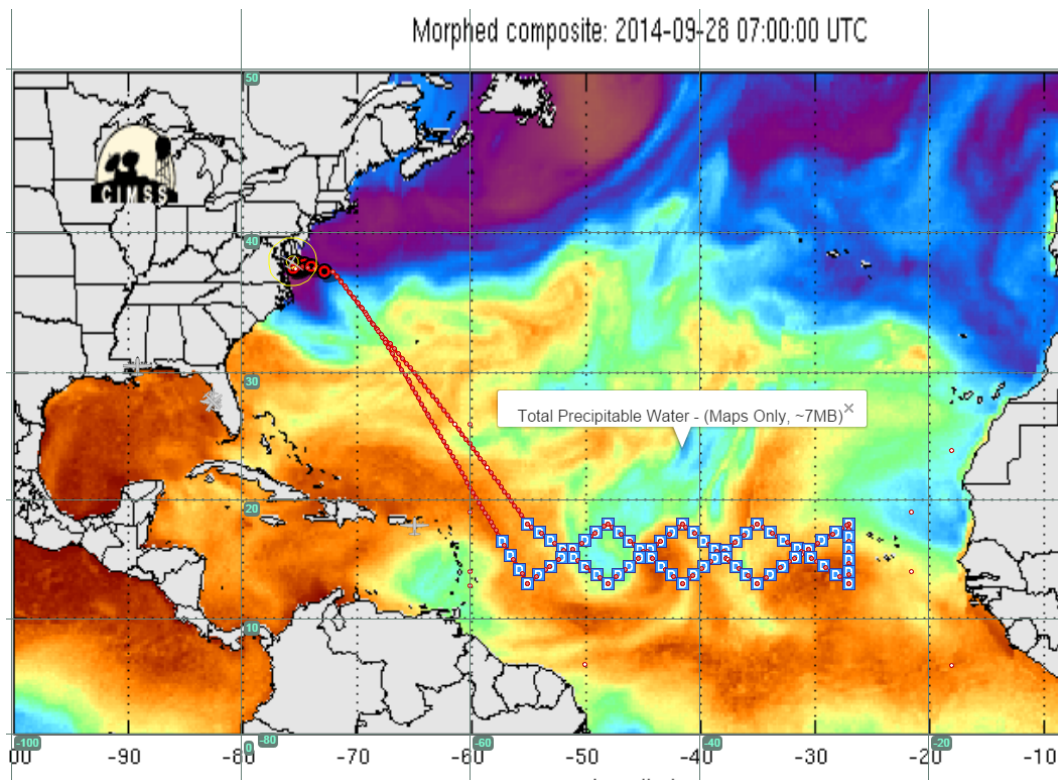 Morphed composite: 2014-09-28 07:00:00 UTC
50
CIMSS
40
30
Total Precipitable Water - (Maps Only, ~7MB) ×
20
10
-100 0 -80 -60 -40 -20
00 -90 -80 -70 -60 -50 -40 -30 -20 -10